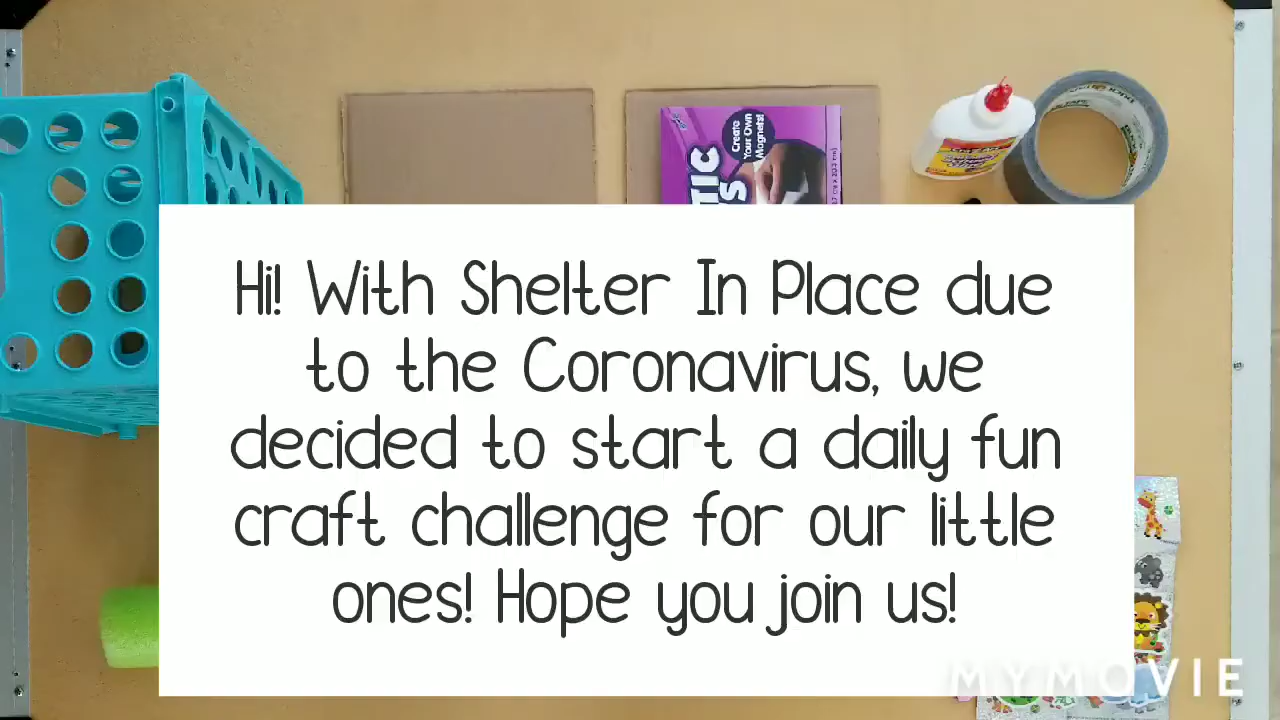 Create
Your Own
Magnets!
Hi! With Shelter In Place due
to the Coronavirus, we
decided to start a daily fun
craft challenge for our little
ones! Hope you join us!
MYMOVIE